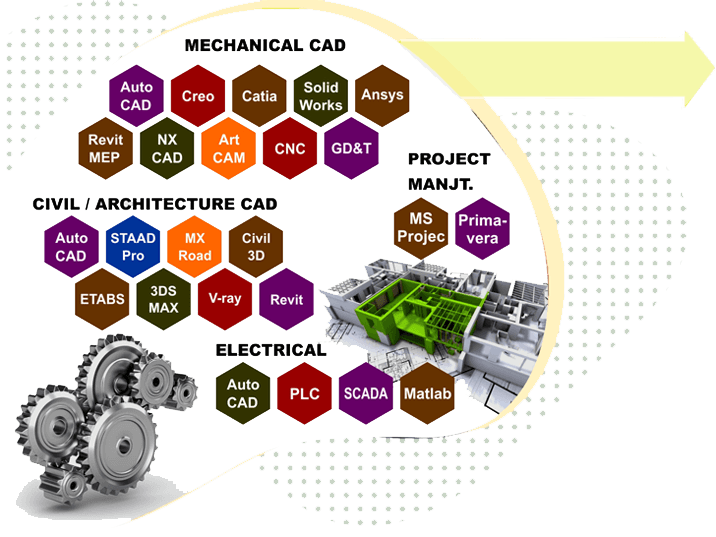 MECHANICAL CAD
Auto
CAD
Creo
Catia
Solid
Works
Ansys
Revit
MEP
NX
CAD
Art
CAM
CNC
GD&T
PROJECT
MANJT.
MS
Projec
Prima-
vera
CIVIL / ARCHITECTURE CAD
Auto
CAD
STAAD
Pro
MX
Road
Civil
3D
ETABS
3DS
MAX
V-ray
Revit
ELECTRICAL
Auto
CAD
PLC
SCADA
Matlab